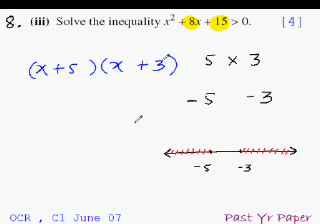 8. (iii) Solve the inequality x² + 8x + 15 > 0. [4]
(x + 5)(x + 3) 5 × 3
-5 -3
-5 -3
OCR, C1 June 07 Past Yr Paper